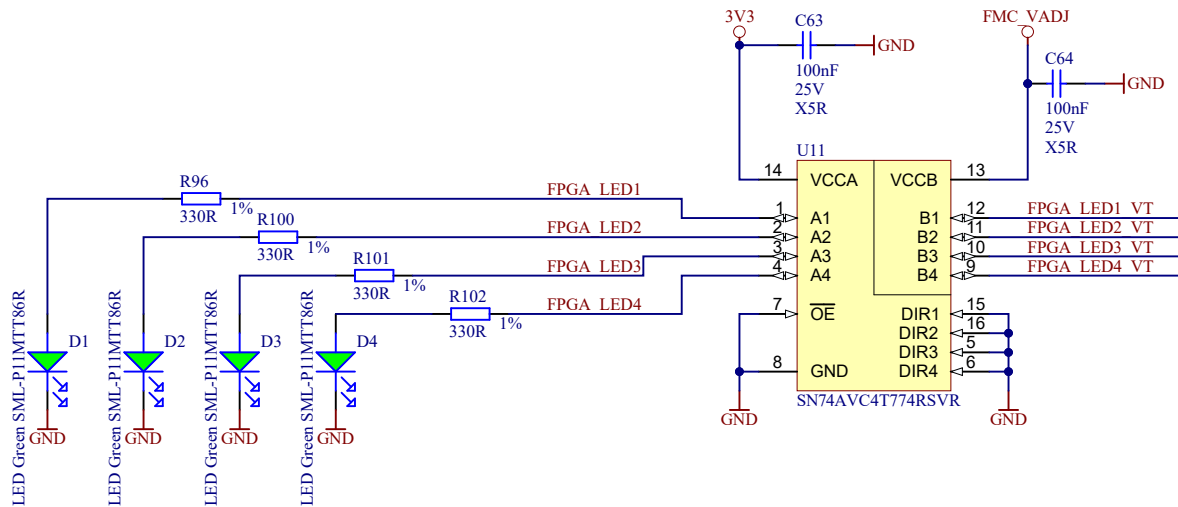 3V3
C63
GND
100nF
25V
X5R
FMC_VADJ
C64
GND
100nF
25V
X5R
U11
14
VCCA
VCCB
13
R96
330R
1%
FPGA_LED1
1
A1
B1
12
FPGA_LED1_VT
R100
330R
1%
FPGA_LED2
2
A2
B2
11
FPGA_LED2_VT
R101
330R
1%
FPGA_LED3
3
A3
B3
10
FPGA_LED3_VT
R102
330R
1%
FPGA_LED4
4
A4
B4
9
FPGA_LED4_VT
7
OE
DIR1
15
DIR2
16
DIR3
5
8
GND
DIR4
6
SN74AVC4T774RSVR
GND
GND
LED Green SML-P11MTT86R
D1
GND
LED Green SML-P11MTT86R
D2
GND
LED Green SML-P11MTT86R
D3
GND
LED Green SML-P11MTT86R
D4
GND